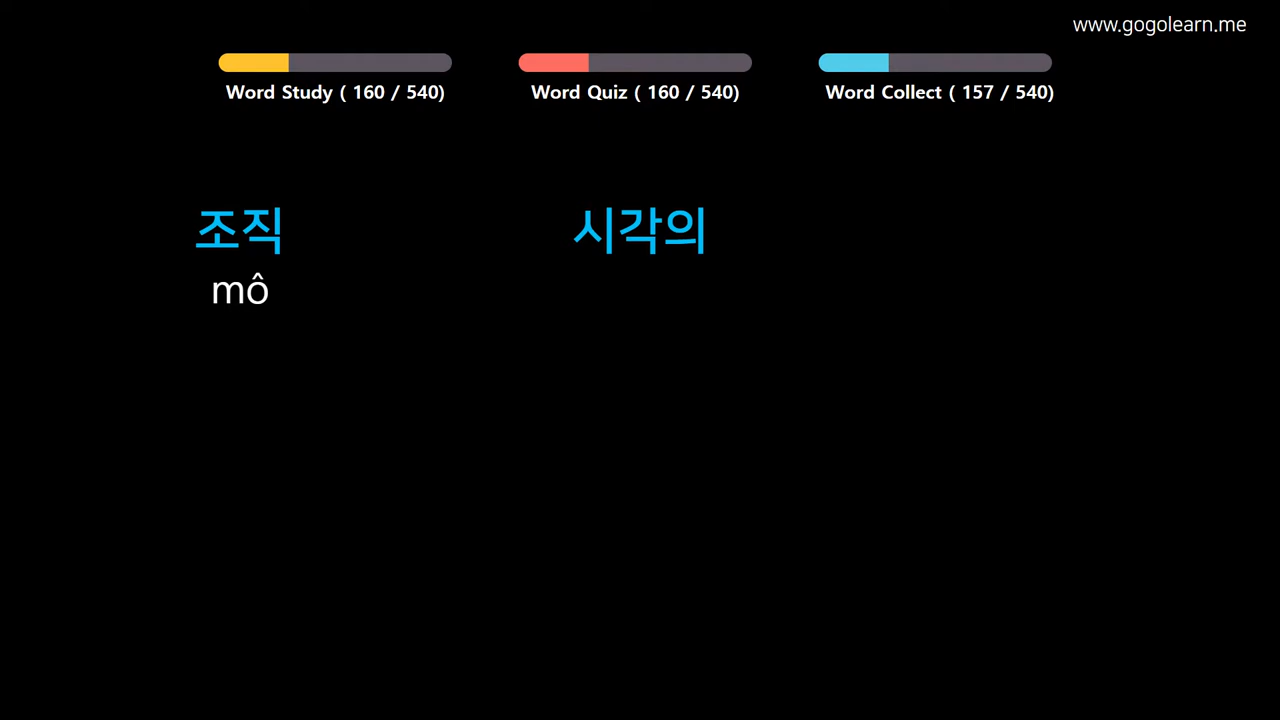 www.gogolearn.me
Word Study ( 160 / 540)
Word Quiz ( 160 / 540)
Word Collect ( 157 / 540)
조직
시각의
mô